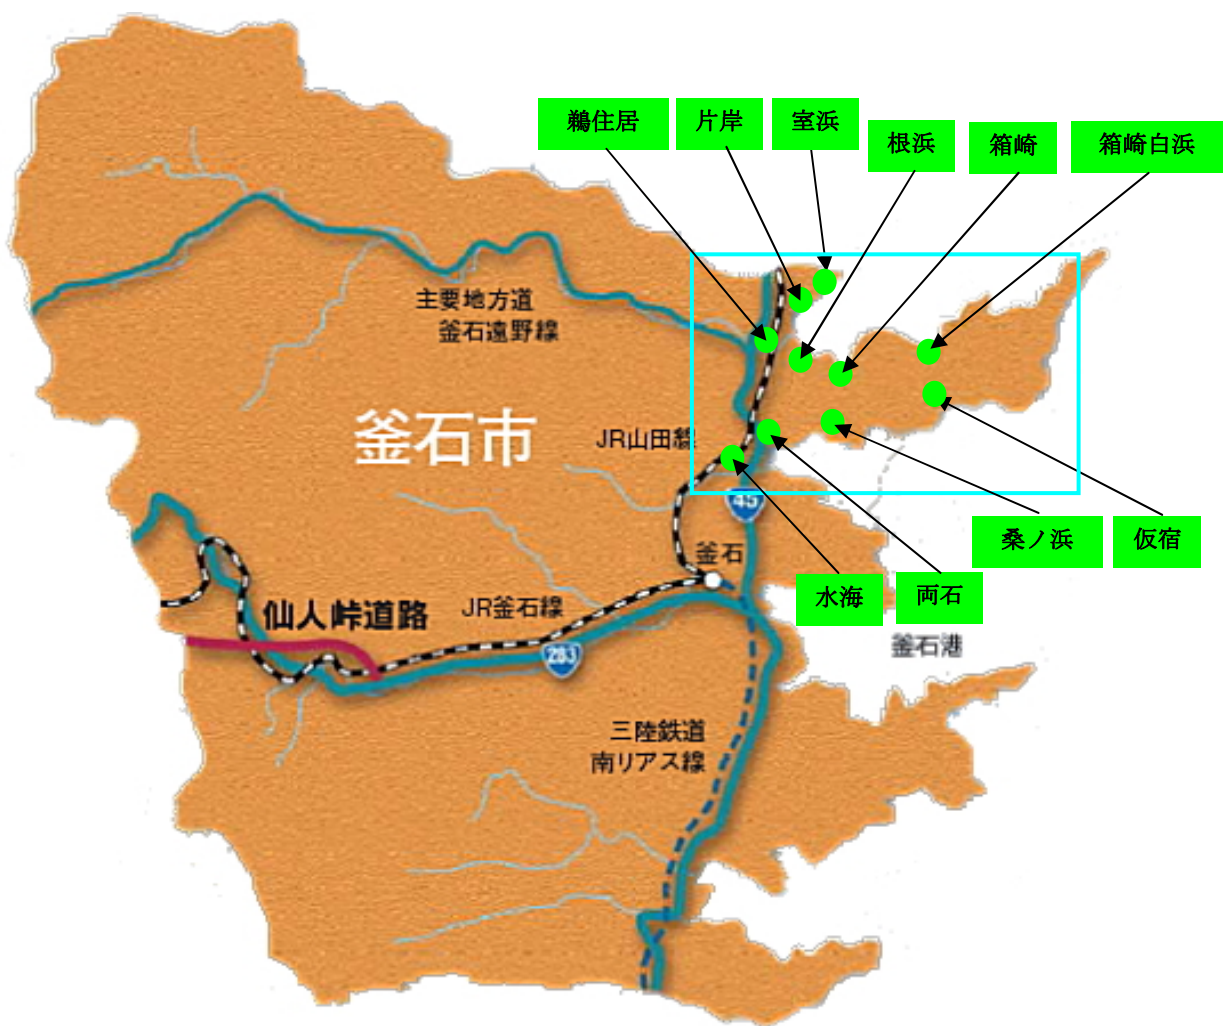 鵜住居
片岸
室浜
根浜
箱崎
箱崎白浜
主要地方道
釜石遠野線
釜石市
JR山田線
45
桑ノ浜
仮宿
釜石
水海
両石
仙人峠道路
JR釜石線
釜石港
283
三陸鉄道
南リアス線